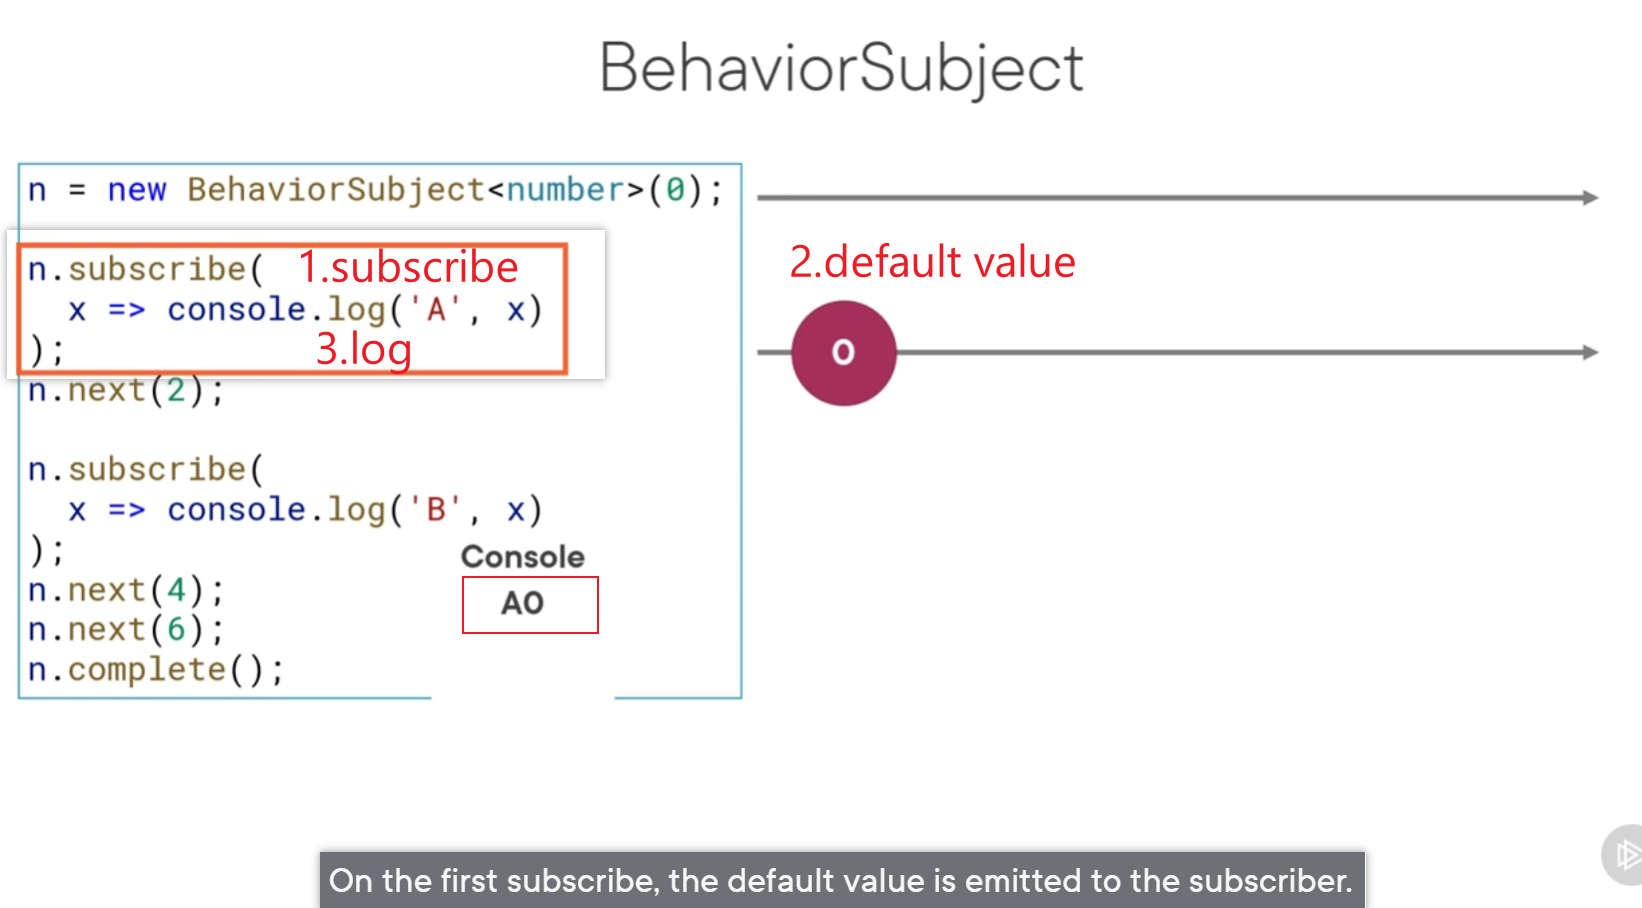 BehaviorSubject
n = new BehaviorSubject<number>(0);
n.subscribe( 1.subscribe
x => console.log('A', x)
); 3.log
n.next(2);
n.subscribe(
x => console.log('B', x)
);
n.next(4);
n.next(6);
n.complete();
Console
A0
2.default value
0
On the first subscribe, the default value is emitted to the subscriber.